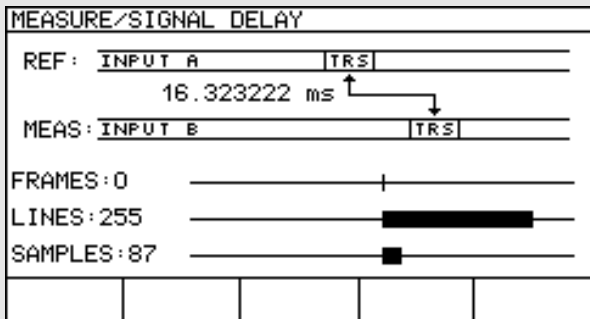 MEASURE/SIGNAL DELAY
REF: INPUT A TRS
16.323222 ms
MEAS: INPUT B TRS
FRAMES:0
LINES:255
SAMPLES:87